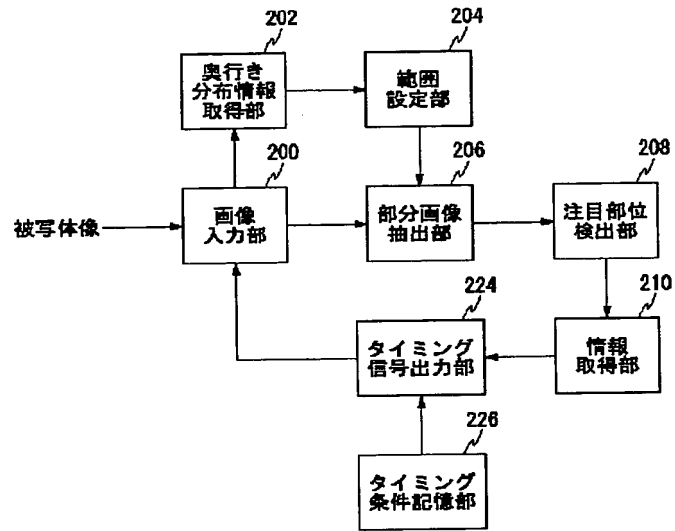 202
奥行き
分布情報
取得部
204
範囲
設定部
200
画像
入力部
206
部分画像
抽出部
208
注目部位
検出部
被写体像
224
タイミング
信号出力部
210
情報
取得部
226
タイミング
条件記憶部